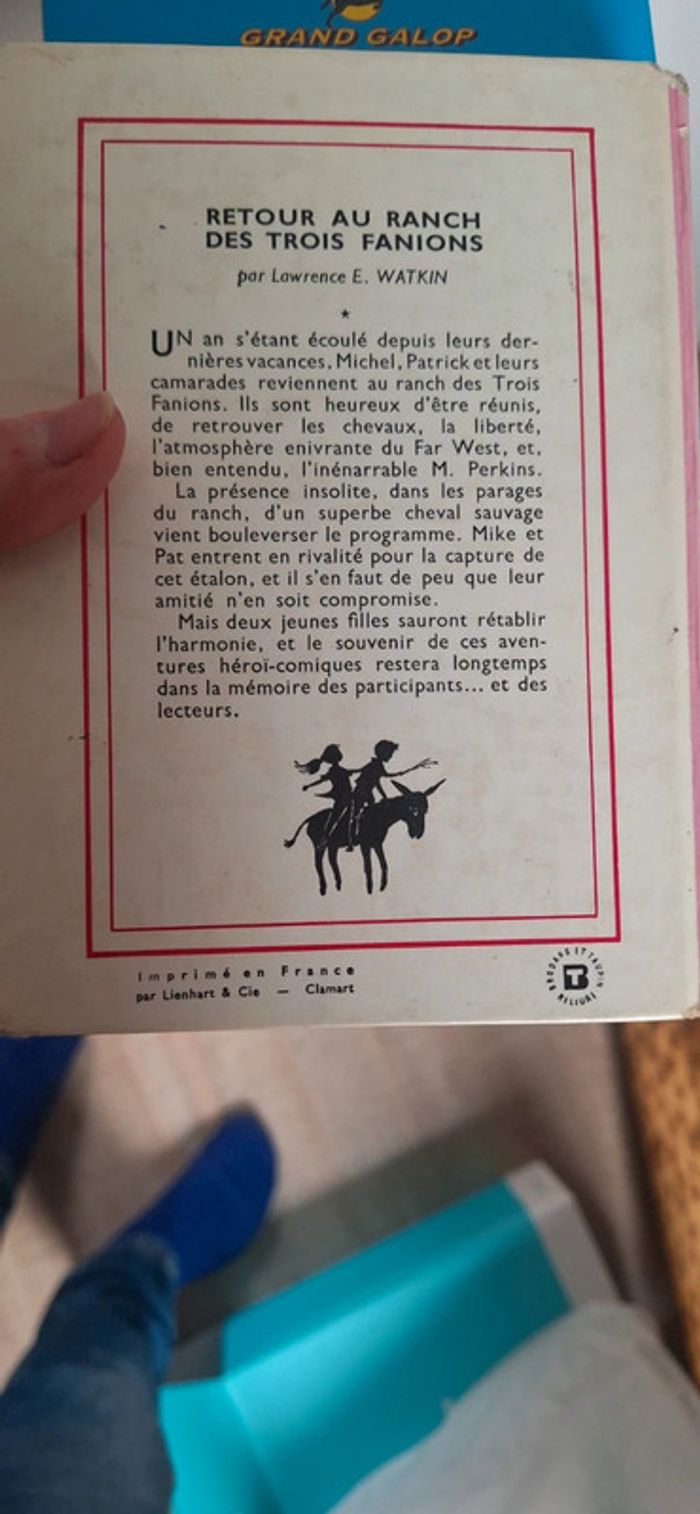 GRAND GALOP
RETOUR AU RANCH
DES TROIS FANIONS
par Lawrence E. WATKIN
★
UN an s'étant écoulé depuis leurs der-
nières vacances, Michel, Patrick et leurs
camarades reviennent au ranch des Trois
Fanions. Ils sont heureux d'être réunis,
de retrouver les chevaux, la liberté,
l'atmosphère enivrante du Far West, et,
bien entendu, l'inénarrable M. Perkins.
La présence insolite, dans les parages
du ranch, d'un superbe cheval sauvage
vient bouleverser le programme. Mike et
Pat entrent en rivalité pour la capture de
cet étalon, et il s'en faut de peu que leur
amitié n'en soit compromise.
Mais deux jeunes filles sauront rétablir
l'harmonie, et le souvenir de ces aven-
tures héroï-comiques restera longtemps
dans la mémoire des participants... et des
lecteurs.
Imprimé en France
par Lienhart & Cie — Clamart
BRODARD ET TAUPIN
RELIURE